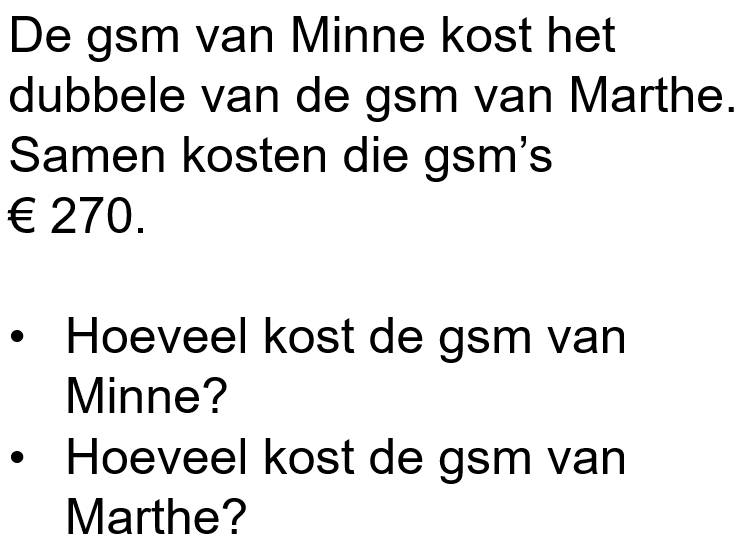 De gsm van Minne kost het
dubbele van de gsm van Marthe.
Samen kosten die gsm’s
€ 270.
• Hoeveel kost de gsm van
Minne?
• Hoeveel kost de gsm van
Marthe?